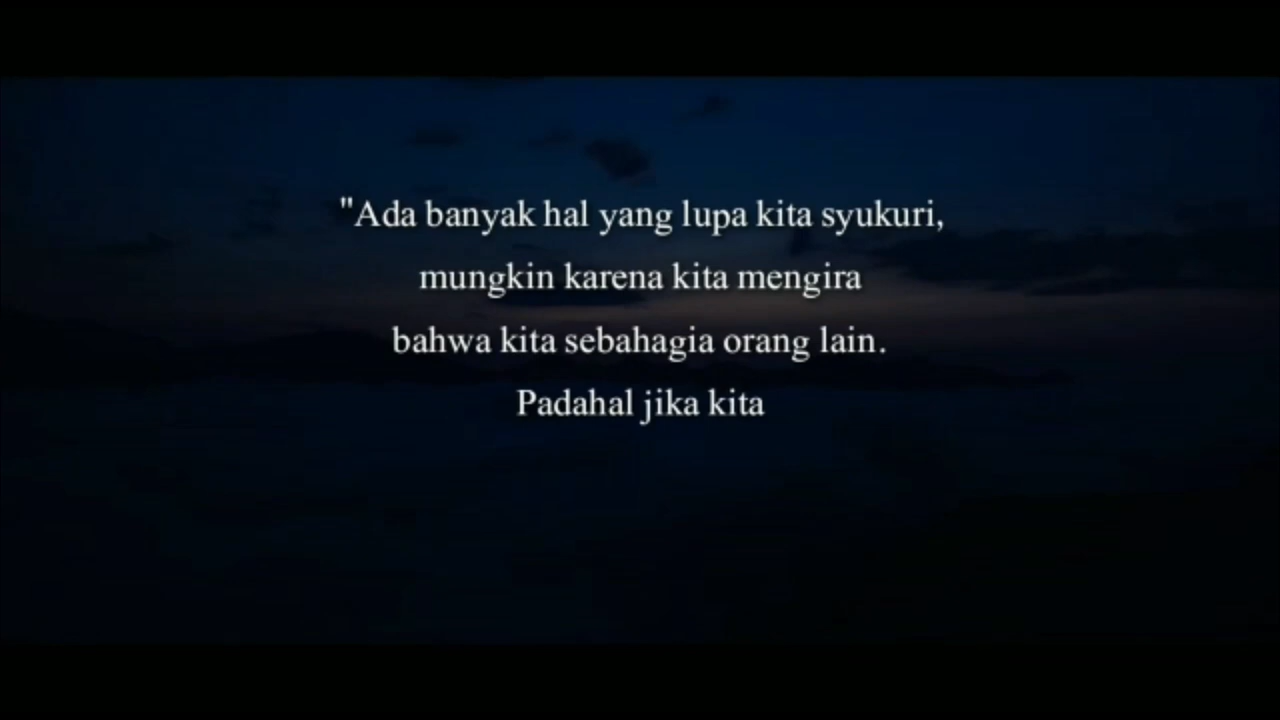 "Ada banyak hal yang lupa kita syukuri,
mungkin karena kita mengira
bahwa kita sebahagia orang lain.
Padahal jika kita